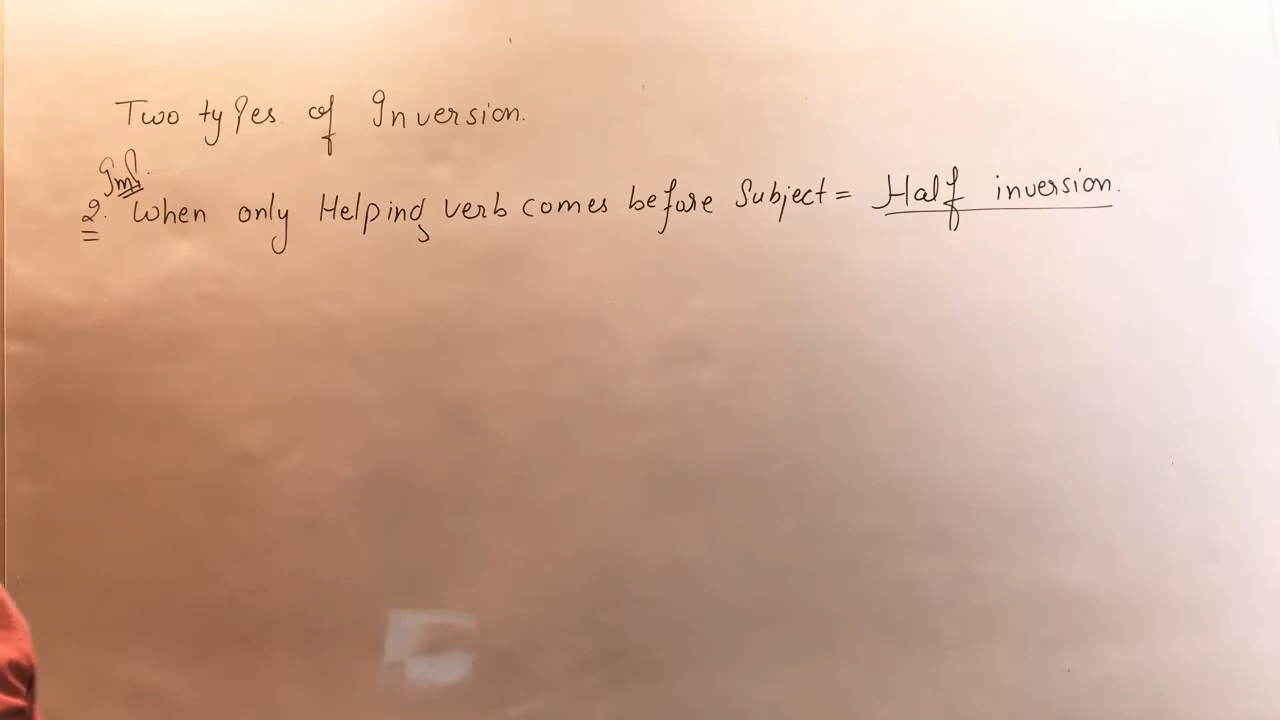 Two types of Inversion.
Imp.
2. When only Helping verb comes before Subject = Half inversion.